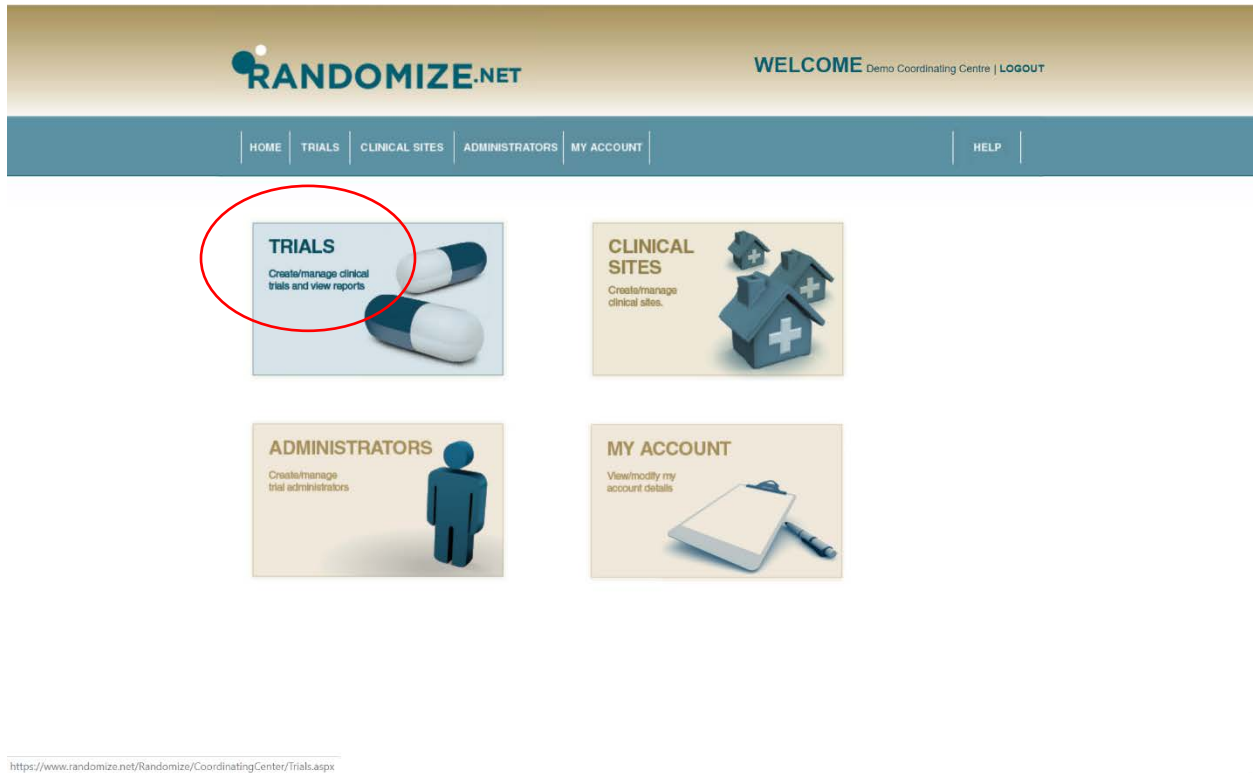 RANDOMIZE.NET
WELCOME Demo Coordinating Centre | LOGOUT
HOME TRIALS CLINICAL SITES ADMINISTRATORS MY ACCOUNT HELP
TRIALS
Create/manage clinical
trials and view reports
CLINICAL
SITES
Create/manage
clinical sites.
ADMINISTRATORS
Create/manage
trial administrators
MY ACCOUNT
View/modify my
account details
https://www.randomize.net/Randomize/CoordinatingCenter/Trials.aspx